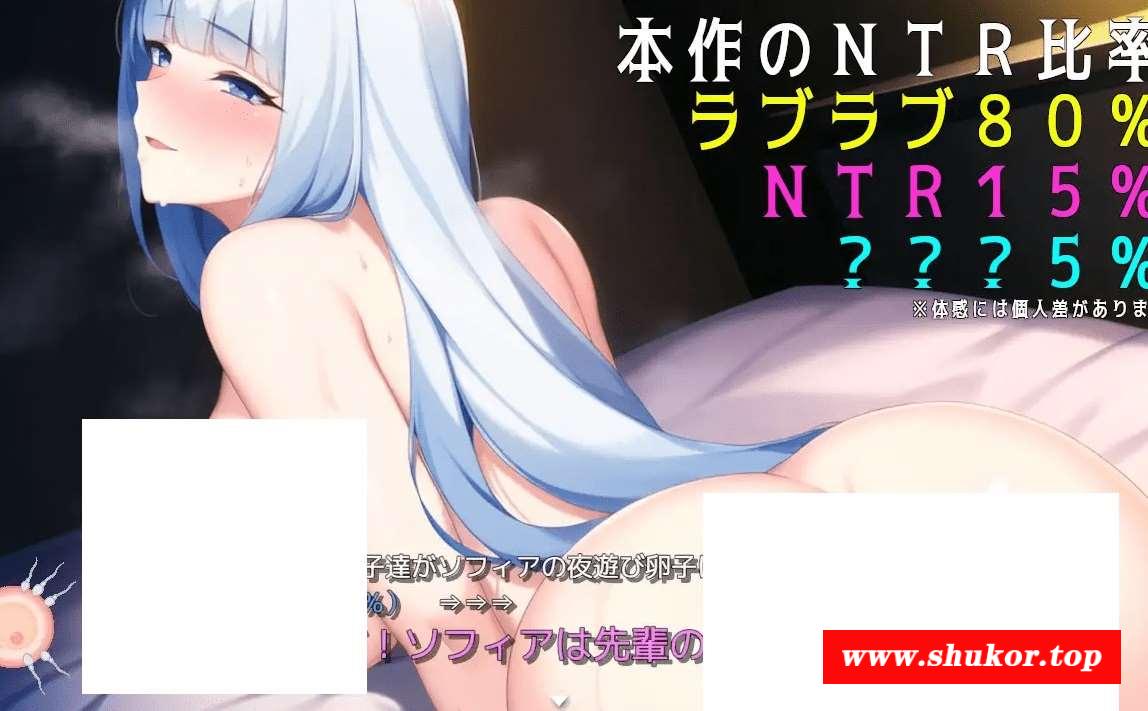 本作のNTR比率
ラブラブ80%
NTR15%
???5%
※体感には個人差がありま
子達がソフィアの夜遊び卵子に
%) ⇒⇒⇒
!ソフィアは先輩の
www.shukor.top